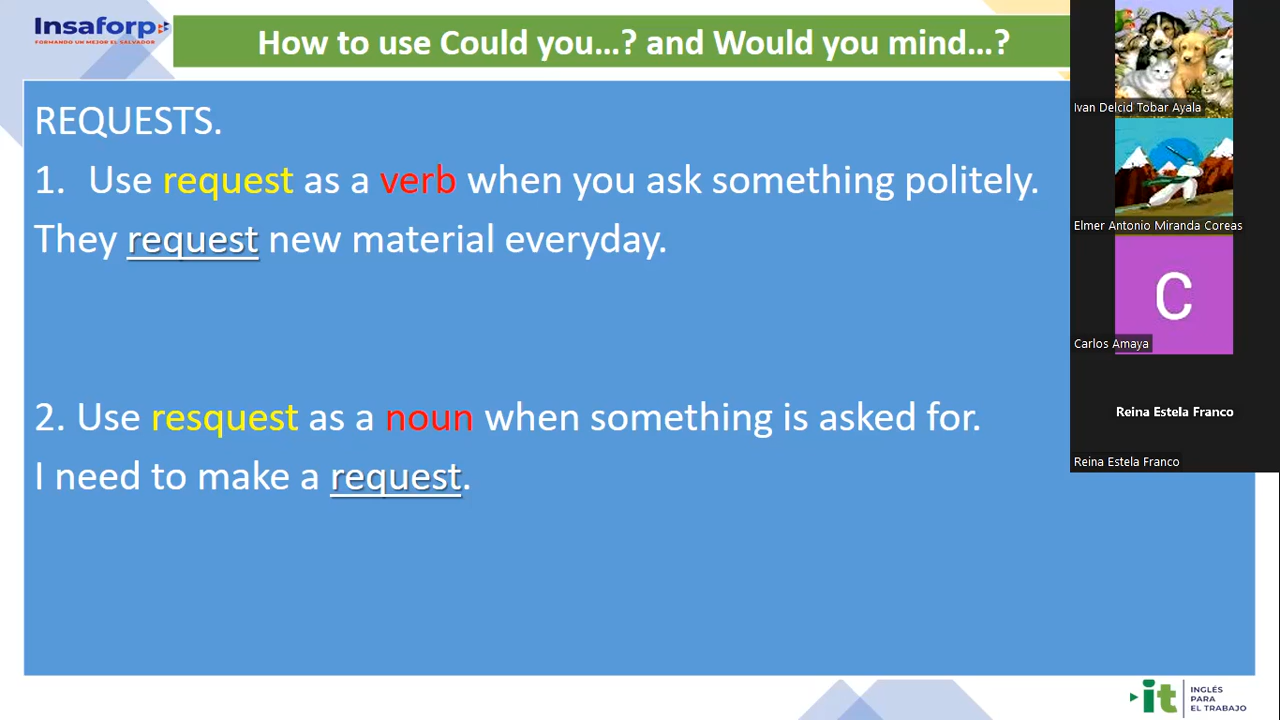 Insaforp
FORMANDO UN MEJOR EL SALVADOR
How to use Could you...? and Would you mind...?
REQUESTS.
1. Use request as a verb when you ask something politely.
They request new material everyday.
2. Use resquest as a noun when something is asked for.
I need to make a request.
Ivan Delcid Tobar Ayala
Elmer Antonio Miranda Coreas
C
Carlos Amaya
Reina Estela Franco
Reina Estela Franco
it
INGLÉS
PARA
EL TRABAJO